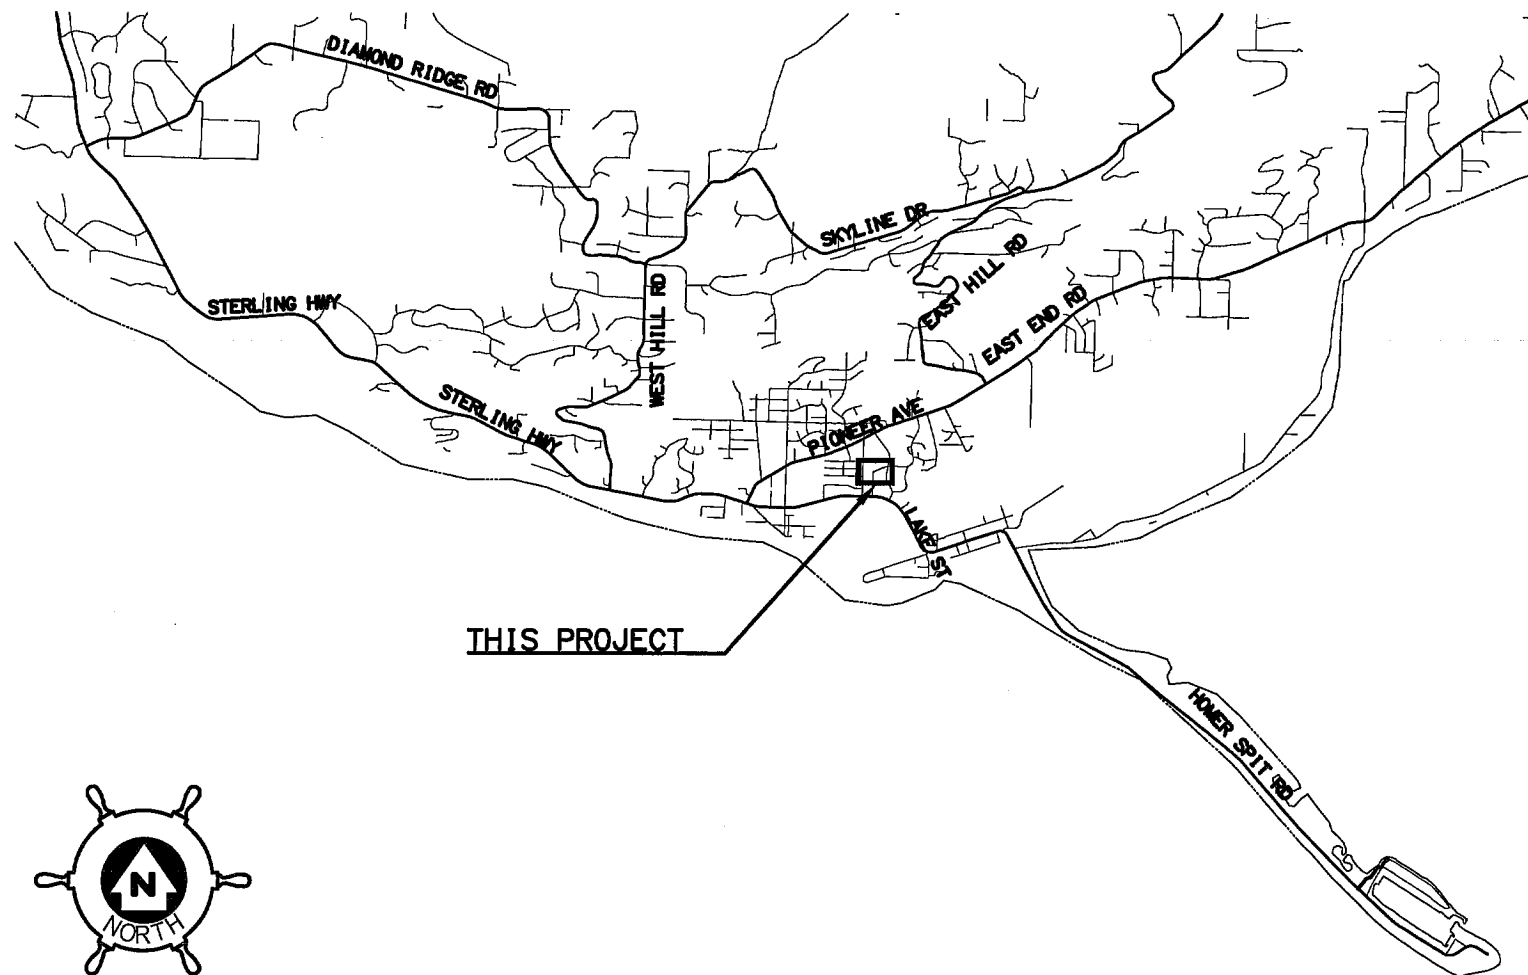 DIAMOND RIDGE RD
SKYLINE DR
EAST HILL RD
STERLING HWY
WEST HILL RD
EAST END RD
STERLING HWY
PIONEER AVE
LAKE ST
THIS PROJECT
HOMER SPIT RD
N
NORTH